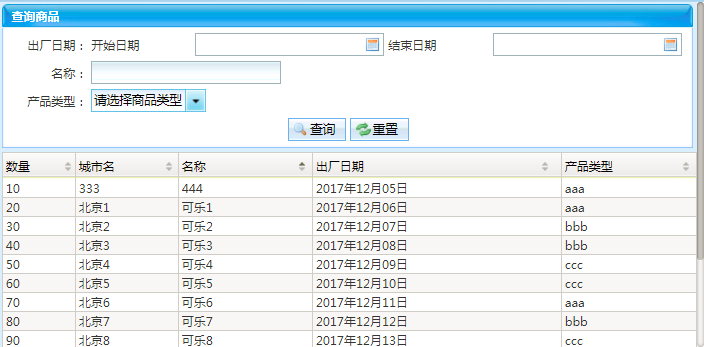 查询商品
出厂日期： 开始日期 结束日期
名称：
产品类型： 请选择商品类型
查询 重置
数量 城市名 名称 出厂日期 产品类型
10 333 444 2017年12月05日 aaa
20 北京1 可乐1 2017年12月06日 aaa
30 北京2 可乐2 2017年12月07日 bbb
40 北京3 可乐3 2017年12月08日 bbb
50 北京4 可乐4 2017年12月09日 ccc
60 北京5 可乐5 2017年12月10日 ccc
70 北京6 可乐6 2017年12月11日 aaa
80 北京7 可乐7 2017年12月12日 bbb
90 北京8 可乐8 2017年12月13日 ccc